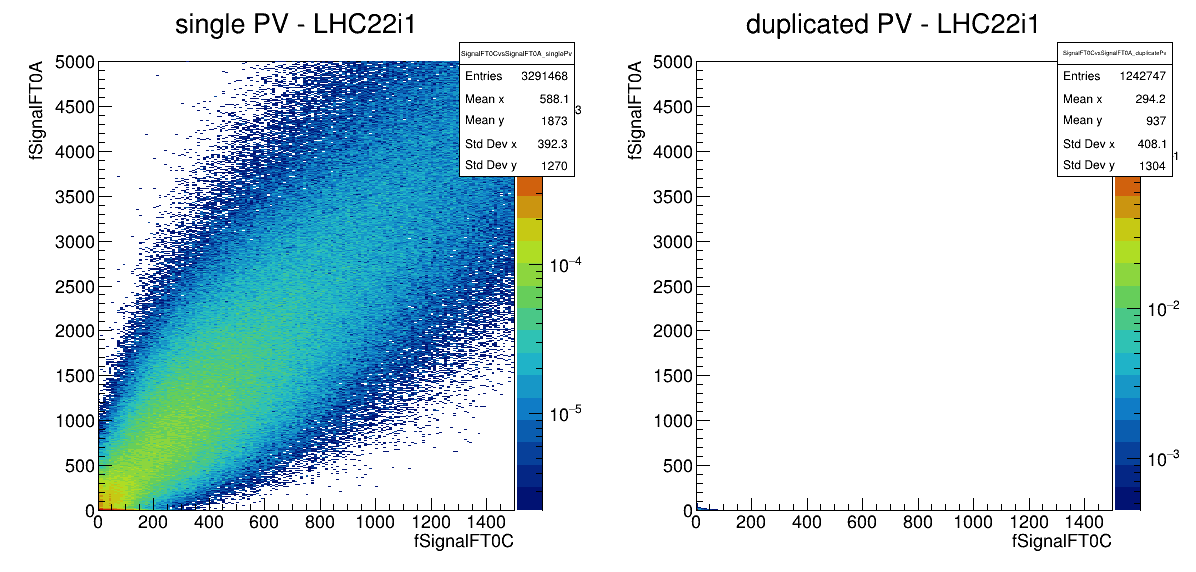 single PV - LHC22i1
SignalFT0CvsSignalFT0A_singlePv
Entries 3291468
Mean x 588.1
Mean y 1873
Std Dev x 392.3
Std Dev y 1270
fSignalFT0A
5000
4500
4000
3500
3000
2500
2000
1500
1000
500
0
0 200 400 600 800 1000 1200 1400
fSignalFT0C
3
10−4
10−5
duplicated PV - LHC22i1
SignalFT0CvsSignalFT0A_duplicatePv
Entries 1242747
Mean x 294.2
Mean y 937
Std Dev x 408.1
Std Dev y 1304
fSignalFT0A
5000
4500
4000
3500
3000
2500
2000
1500
1000
500
0
0 200 400 600 800 1000 1200 1400
fSignalFT0C
1
10−2
10−3